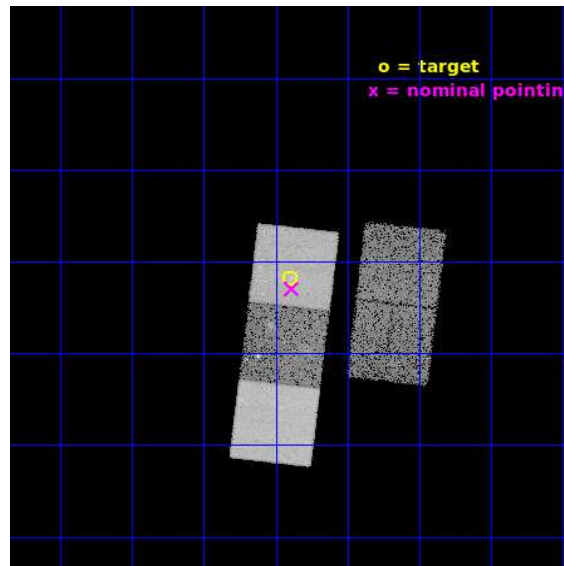 o = target
x = nominal pointin